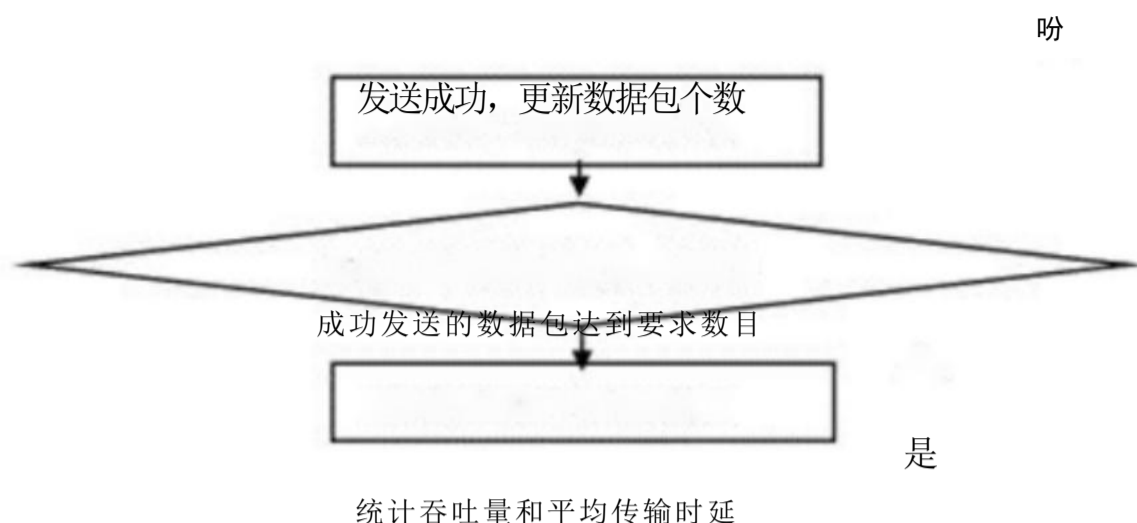 吩
发送成功，更新数据包个数
成功发送的数据包达到要求数目
是
统计吞吐量和平均传输时延